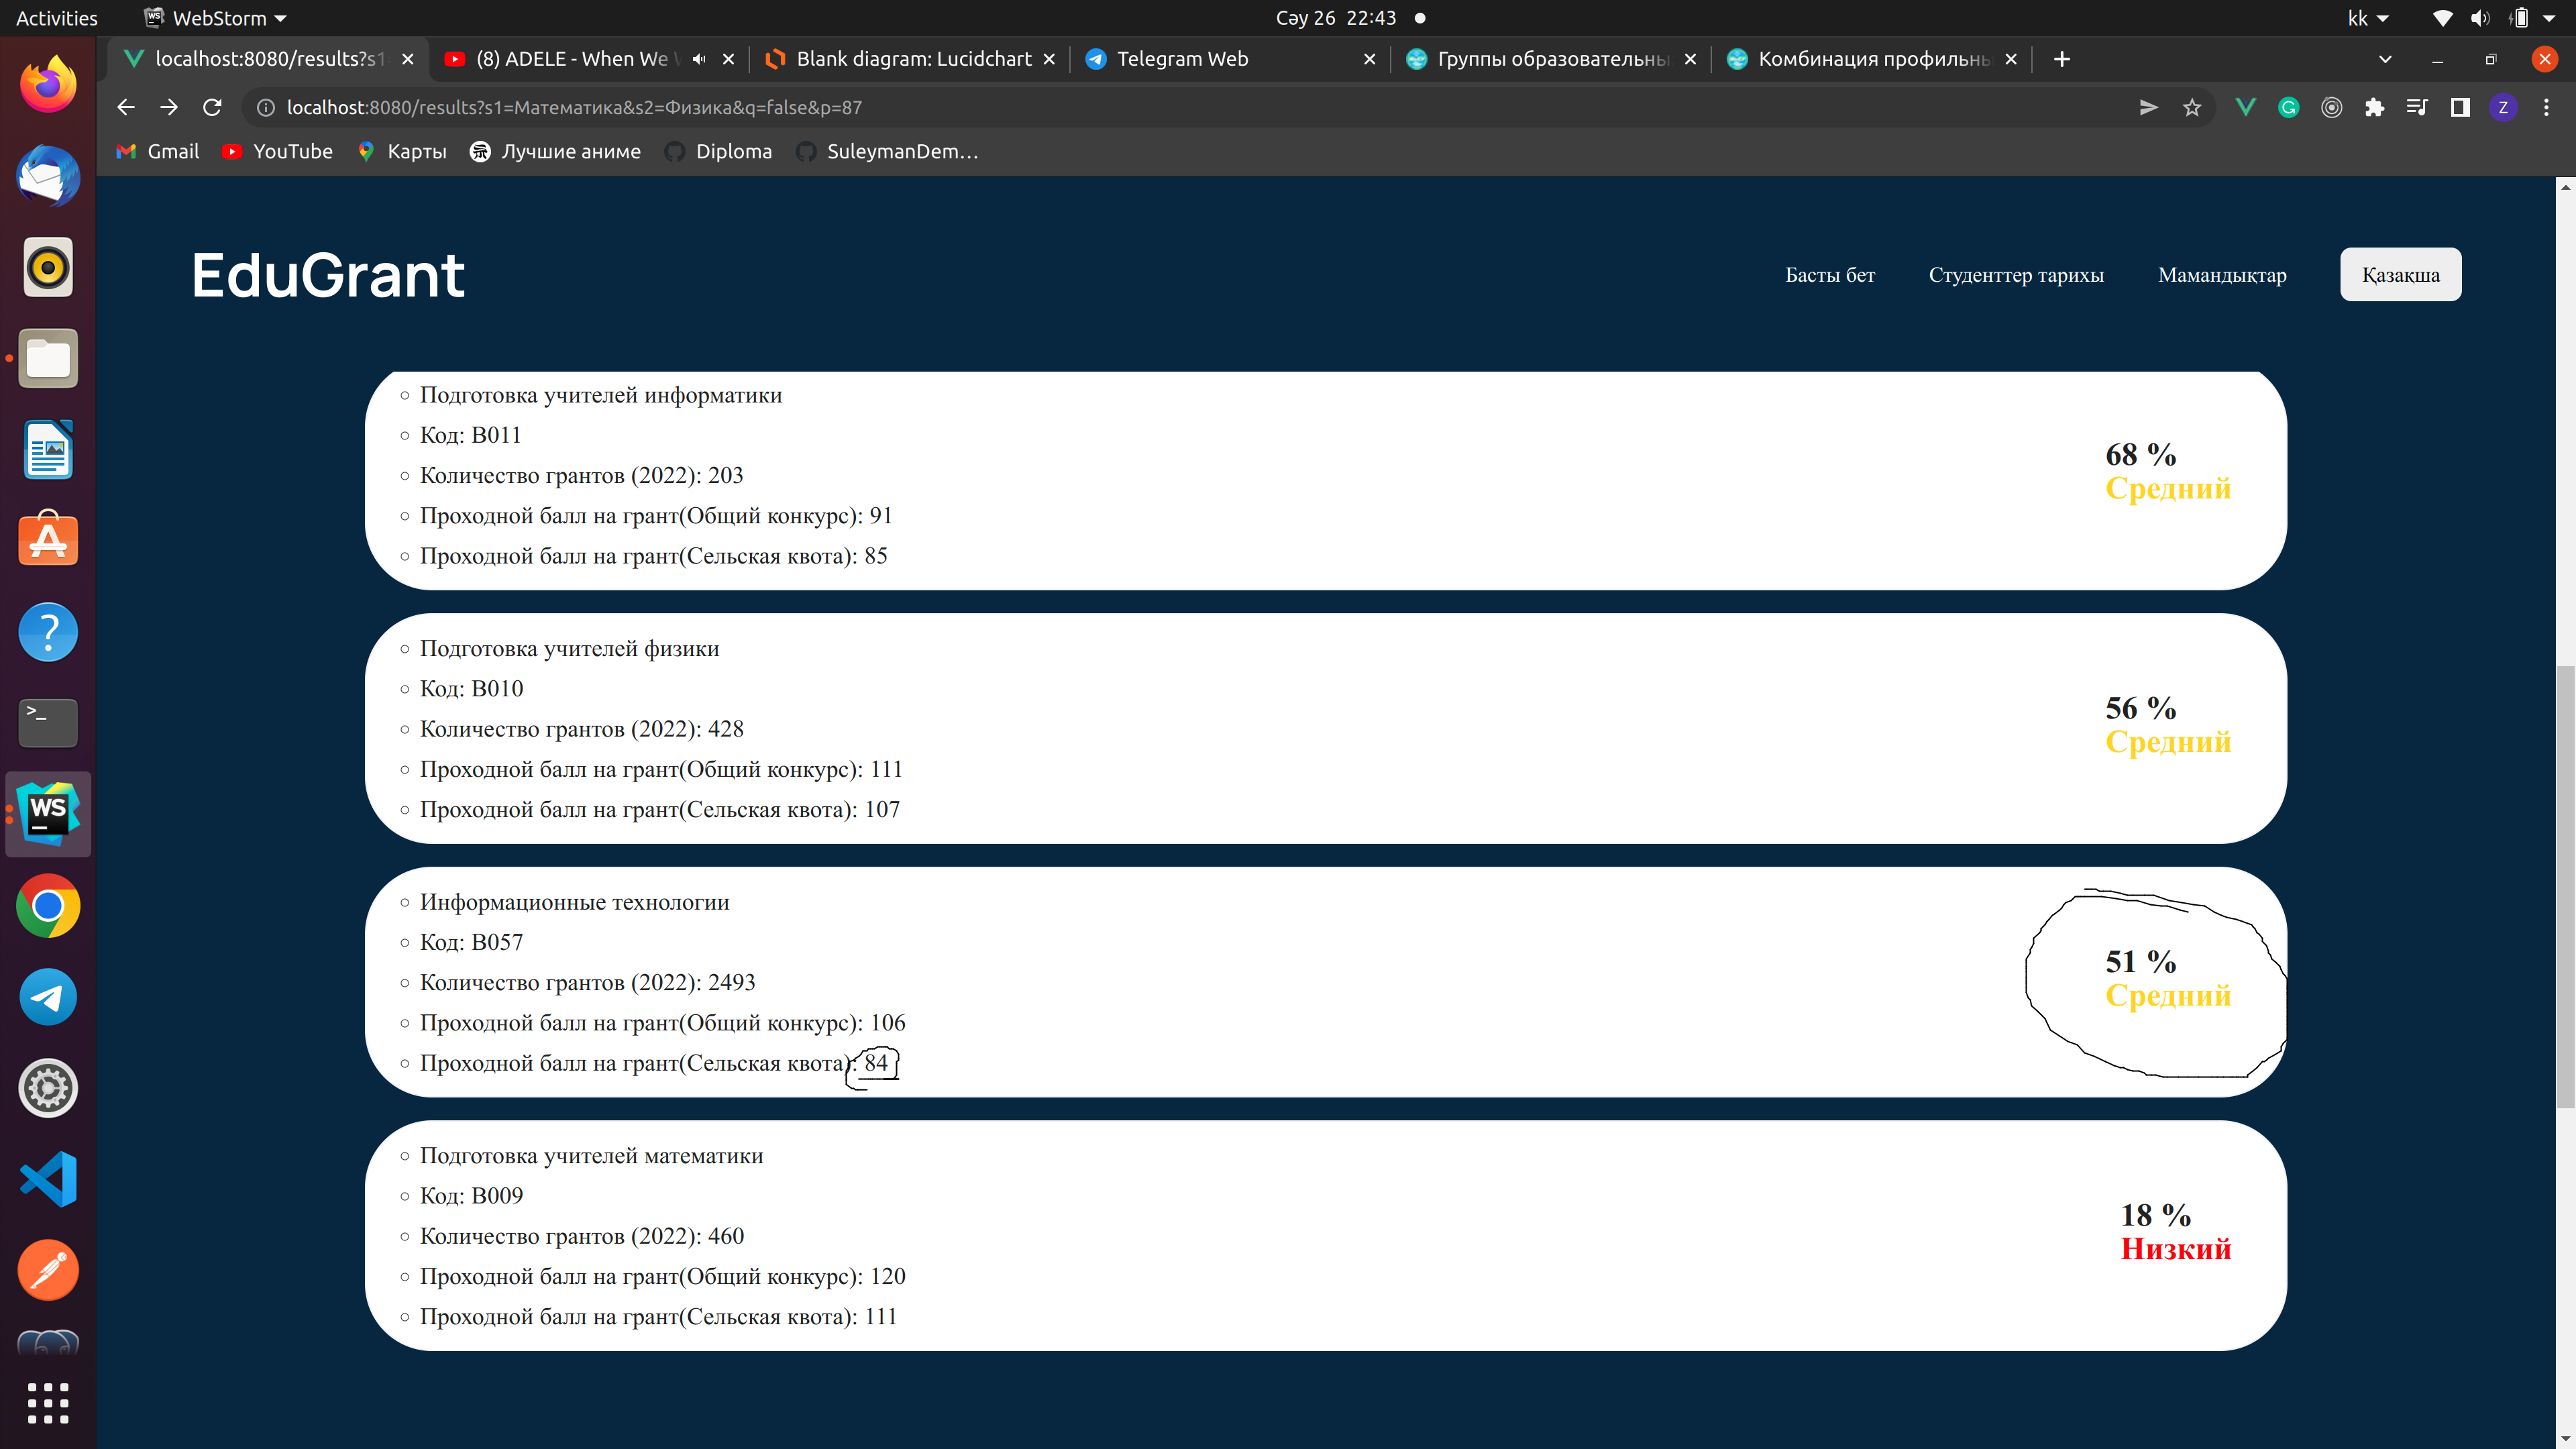 Activities
WebStorm
Сәу 26 22:43
kk
localhost:8080/results?s1
(8) ADELE - When We
Blank diagram: Lucidchart
Telegram Web
Группы образовательны
Комбинация профильнь
localhost:8080/results?s1=Математика&s2=Физика&q=false&p=87
Z
Gmail
YouTube
Карты
Лучшие аниме
Diploma
SuleymanDem...
EduGrant
Басты бет
Студенттер тарихы
Мамандықтар
Қазақша
Подготовка учителей информатики
Код: B011
Количество грантов (2022): 203
Проходной балл на грант(Общий конкурс): 91
Проходной балл на грант(Сельская квота): 85
68 %
Средний
Подготовка учителей физики
Код: B010
Количество грантов (2022): 428
Проходной балл на грант(Общий конкурс): 111
Проходной балл на грант(Сельская квота): 107
56 %
Средний
Информационные технологии
Код: B057
Количество грантов (2022): 2493
Проходной балл на грант(Общий конкурс): 106
Проходной балл на грант(Сельская квота): 84
51 %
Средний
Подготовка учителей математики
Код: B009
Количество грантов (2022): 460
Проходной балл на грант(Общий конкурс): 120
Проходной балл на грант(Сельская квота): 111
18 %
Низкий
WS